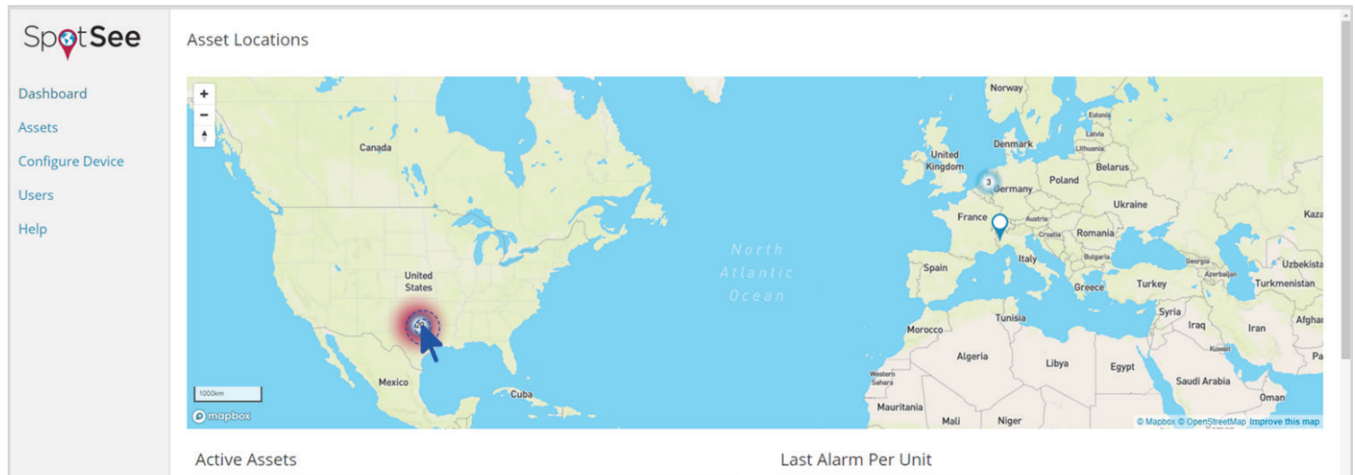 SpotSee
Asset Locations
Dashboard
Assets
Configure Device
Users
Help
+
−
Norway
Estonia
Latvia
Lithuania
Canada
Denmark
United
Kingdom
Belarus
3
Germany
Poland
Ukraine
France
Austria
Kaza
Croatia
Romania
North
Atlantic
Ocean
United
States
Spain
Italy
Bulgaria
Georgia
Azerbaijan
Uzbekista
Turkmenistan
Greece
Turkey
Tunisia
Syria
Iraq
Iran
Afghan
Morocco
Algeria
Libya
Egypt
Kuwait
Pa
Western
Sahara
Saudi Arabia
Mexico
Cuba
Oman
1000km
mapbox
Mauritania
Mali
Niger
© Mapbox © OpenStreetMap Improve this map
Active Assets
Last Alarm Per Unit